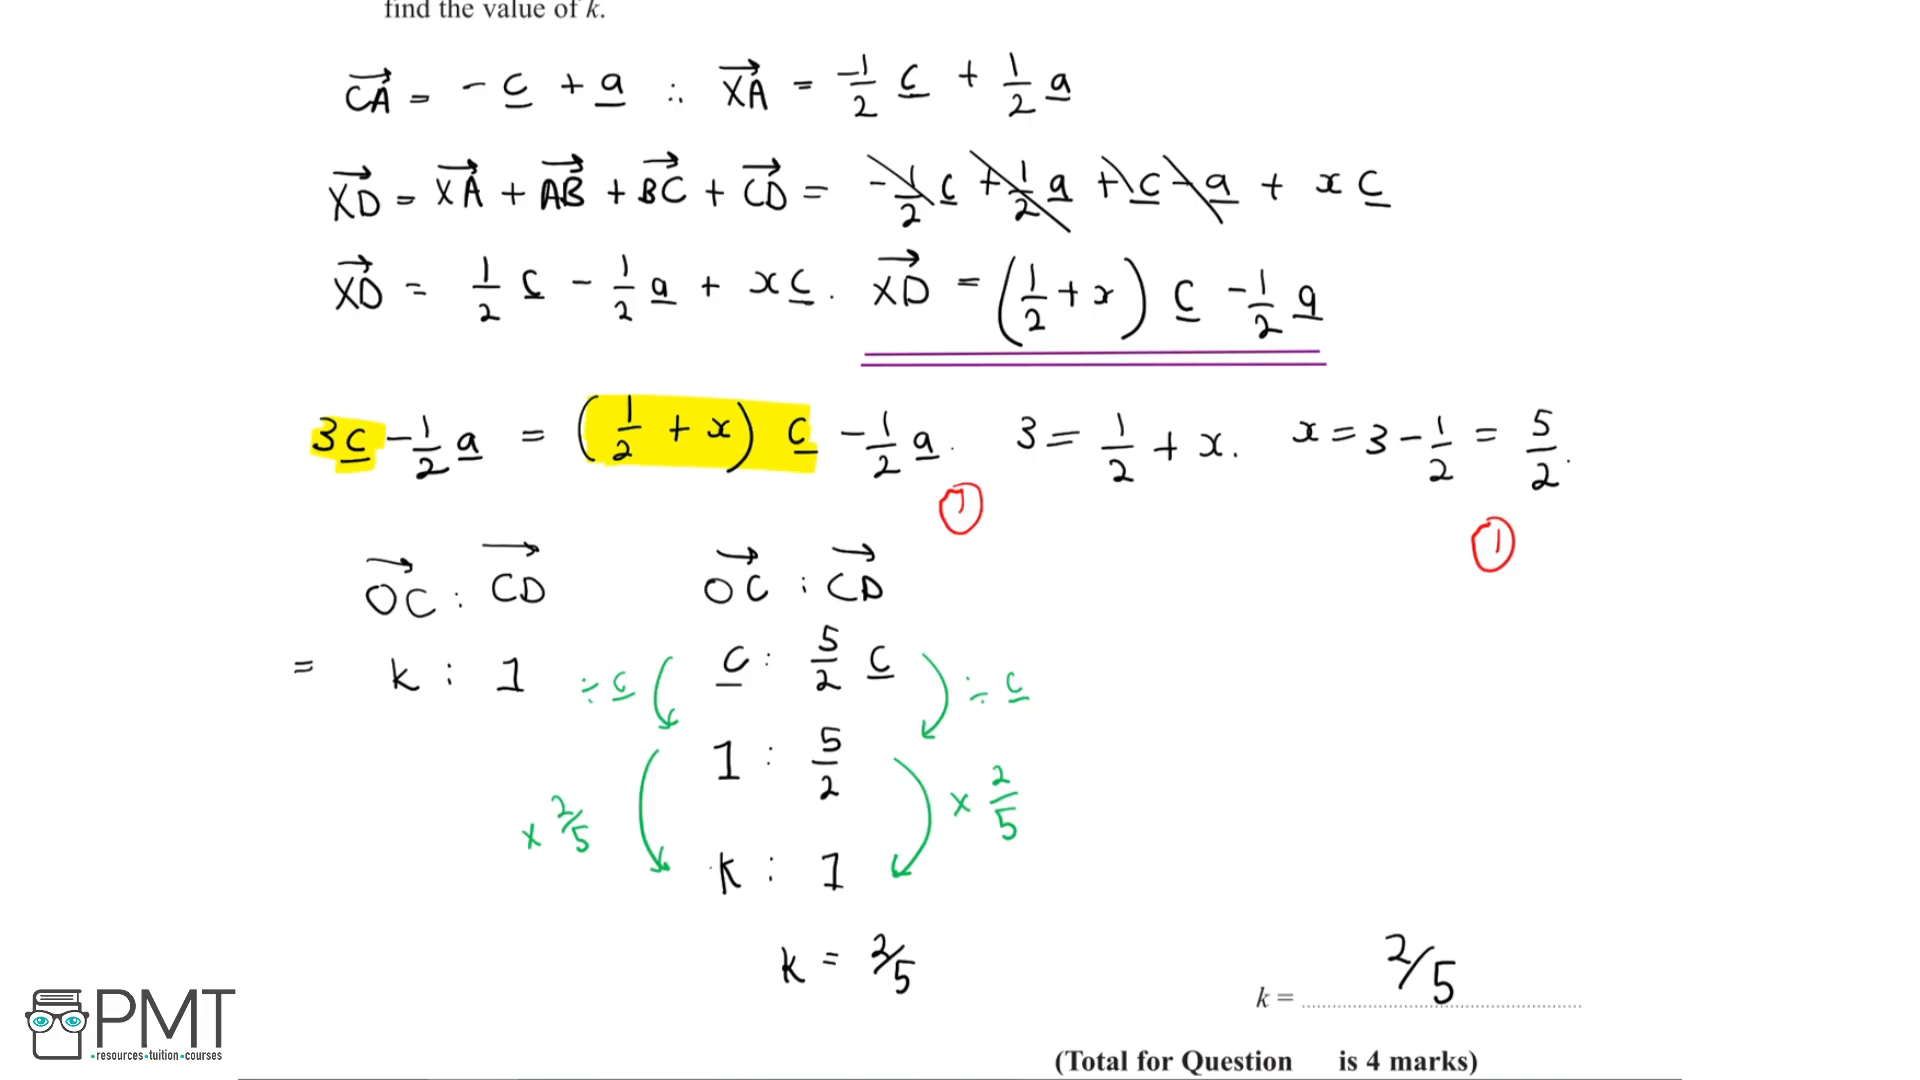 find the value of k.
CA = - c + a ∴ XA = -1/2 c + 1/2 a
XD = XA + AB + BC + CD = -1/2 c + 1/2 a + c - a + x c
XD = 1/2 c - 1/2 a + x c. XD = (1/2 + x) c - 1/2 a
3c - 1/2 a = (1/2 + x) c - 1/2 a. 3 = 1/2 + x. x = 3 - 1/2 = 5/2.
1
1
OC : CD OC : CD
= k : 1 ÷ c c : 5/2 c ÷ c
1 : 5/2
× 2/5 × 2/5
k : 1
k = 2/5
k = 2/5
PMT
•resources•tuition•courses
(Total for Question is 4 marks)